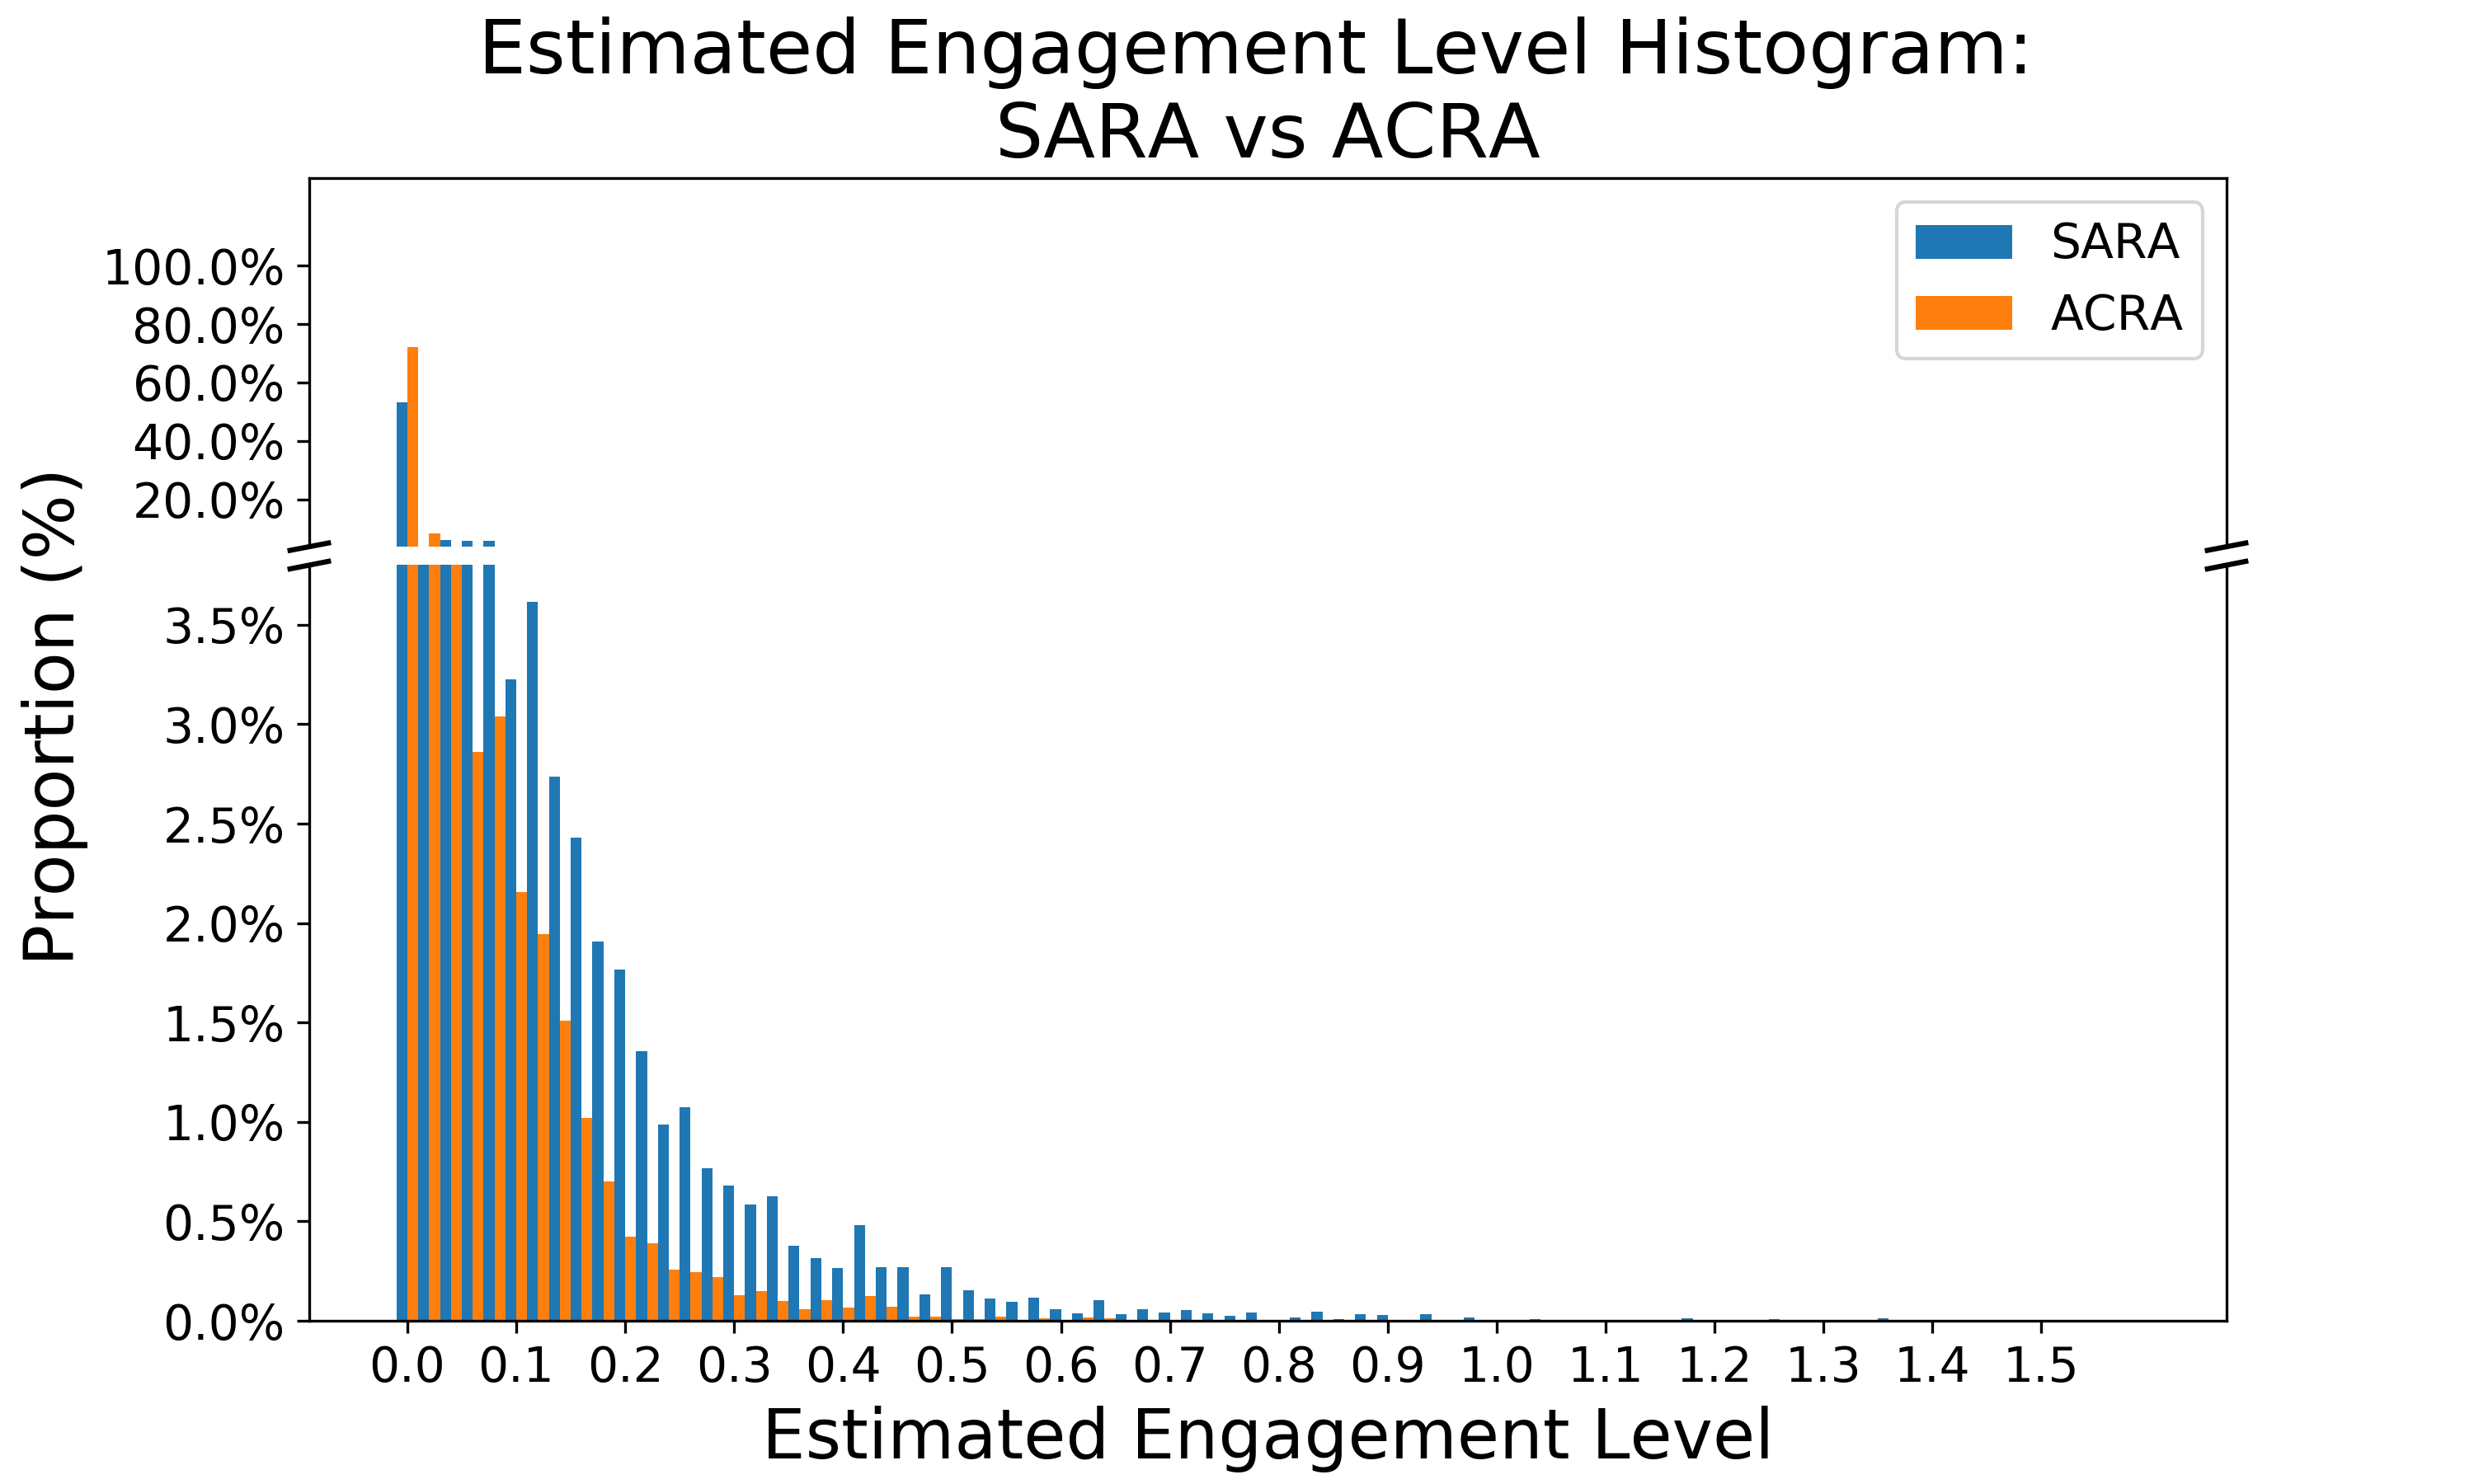 Estimated Engagement Level Histogram:
SARA vs ACRA
SARA
ACRA
Proportion (%)
100.0%
80.0%
60.0%
40.0%
20.0%
3.5%
3.0%
2.5%
2.0%
1.5%
1.0%
0.5%
0.0%
0.0 0.1 0.2 0.3 0.4 0.5 0.6 0.7 0.8 0.9 1.0 1.1 1.2 1.3 1.4 1.5
Estimated Engagement Level